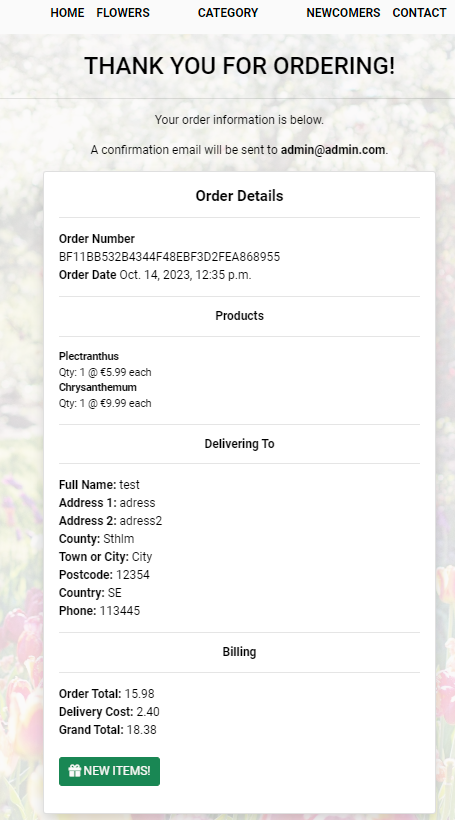 HOME FLOWERS CATEGORY NEWCOMERS CONTACT
THANK YOU FOR ORDERING!
Your order information is below.
A confirmation email will be sent to admin@admin.com.
Order Details
Order Number
BF11BB532B4344F48EBF3D2FEA868955
Order Date Oct. 14, 2023, 12:35 p.m.
Products
Plectranthus
Qty: 1 @ €5.99 each
Chrysanthemum
Qty: 1 @ €9.99 each
Delivering To
Full Name: test
Address 1: adress
Address 2: adress2
County: Sthlm
Town or City: City
Postcode: 12354
Country: SE
Phone: 113445
Billing
Order Total: 15.98
Delivery Cost: 2.40
Grand Total: 18.38
NEW ITEMS!